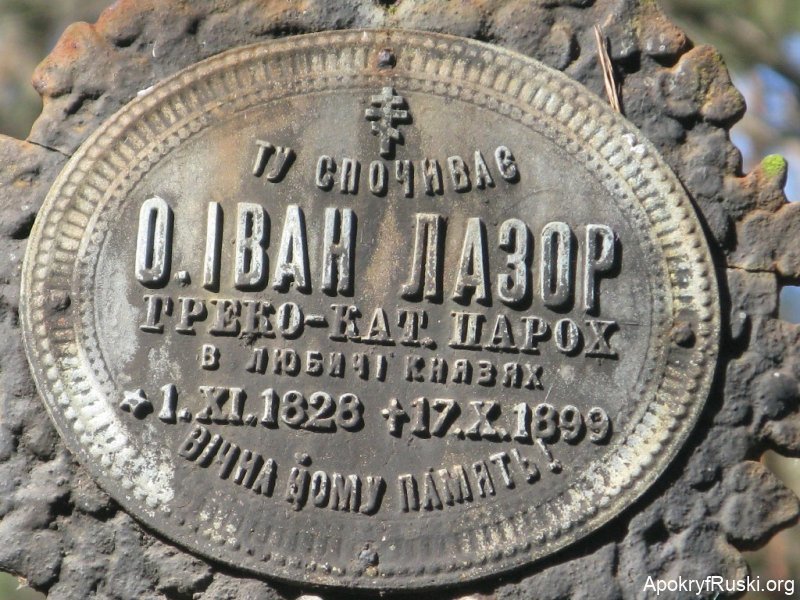 ТУ СПОЧИВАЄ
О. ІВАН ЛАЗОР
ГРЕКО-КАТ. ПАРОХ
В ЛЮБИЧІ КНЯЗЯХ
1. XI. 1828 17. X. 1899
ВІЧНА ЙОМУ ПАМЯТЬ!
ApokryfRuski.org